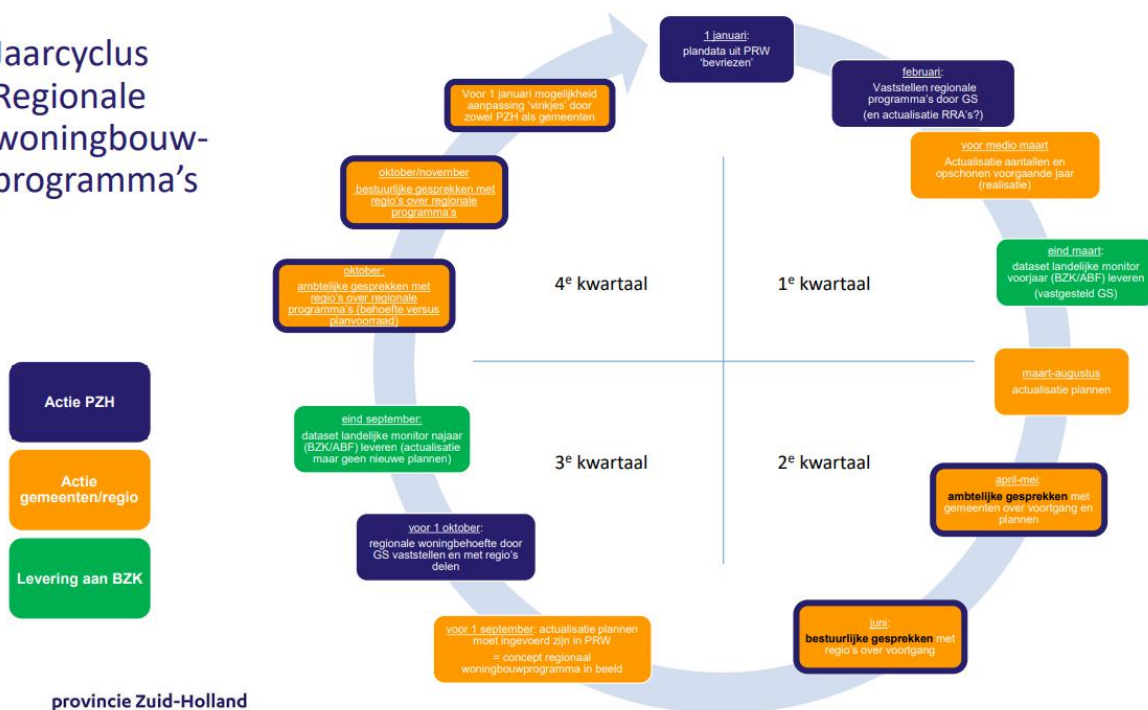 Jaarcyclus
Regionale
woningbouw-
programma's
1 januari:
plandata uit PRW
'bevriezen'
februari:
Vaststellen regionale
programma's door GS
(en actualisatie RRA's?)
voor medio maart
Actualisatie aantallen en
opschonen voorgaande jaar
(realisatie)
eind maart:
dataset landelijke monitor
voorjaar (BZK/ABF) leveren
(vastgesteld GS)
maart-augustus
actualisatie plannen
april-mei:
ambtelijke gesprekken met
gemeenten over voortgang en
plannen
juni:
bestuurlijke gesprekken met
regio's over voortgang
voor 1 september: actualisatie plannen
moet ingevoerd zijn in PRW
= concept regionaal
woningbouwprogramma in beeld
voor 1 oktober:
regionale woningbehoefte door
GS vaststellen en met regio's
delen
eind september:
dataset landelijke monitor najaar
(BZK/ABF) leveren (actualisatie
maar geen nieuwe plannen)
oktober:
ambtelijke gesprekken met
regio's over regionale
programma's (behoefte versus
planvoorraad)
oktober/november
bestuurlijke gesprekken met
regio's over regionale
programma's
Voor 1 januari mogelijkheid
aanpassing 'vinkjes' door
zowel PZH als gemeenten
4e kwartaal
1e kwartaal
3e kwartaal
2e kwartaal
Actie PZH
Actie
gemeenten/regio
Levering aan BZK
provincie Zuid-Holland